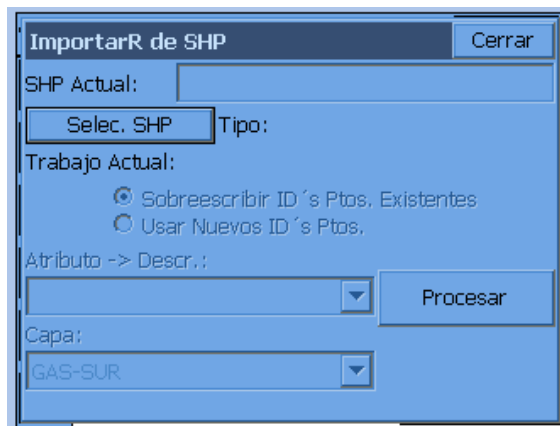 ImportarR de SHP Cerrar
SHP Actual:
Selec. SHP Tipo:
Trabajo Actual:
Sobreescribir ID´s Ptos. Existentes
Usar Nuevos ID´s Ptos.
Atributo -> Descr.:
Procesar
Capa:
GAS-SUR